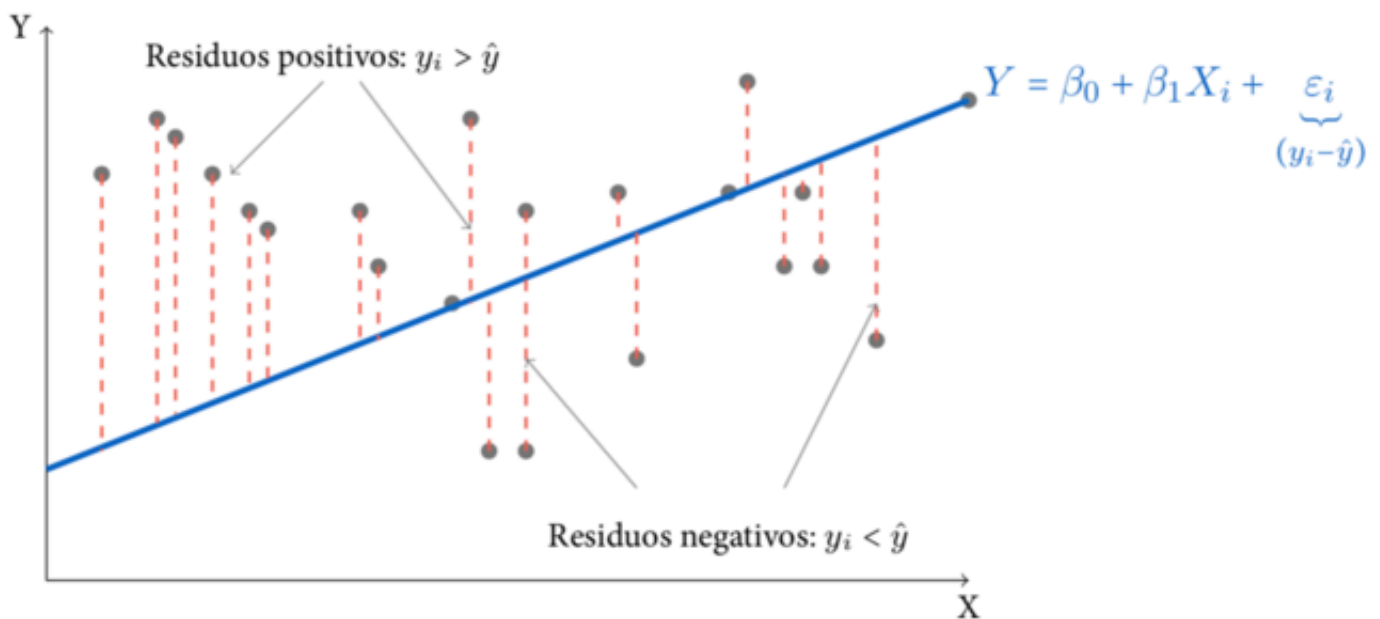 Y
Residuos positivos: yᵢ > ŷ
Y = β₀ + β₁Xᵢ + εᵢ
(yᵢ−ŷ)
Residuos negativos: yᵢ < ŷ
X